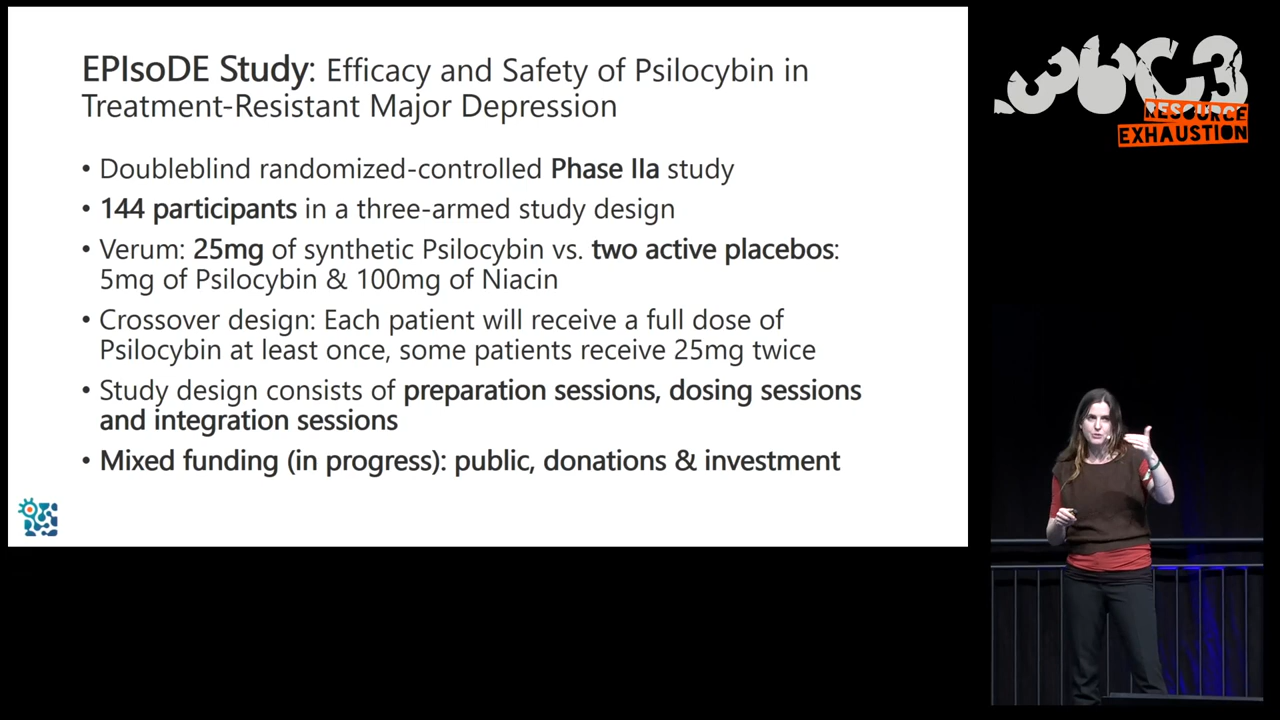 EPIsoDE Study: Efficacy and Safety of Psilocybin in
Treatment-Resistant Major Depression
• Doubleblind randomized-controlled Phase IIa study
• 144 participants in a three-armed study design
• Verum: 25mg of synthetic Psilocybin vs. two active placebos:
5mg of Psilocybin & 100mg of Niacin
• Crossover design: Each patient will receive a full dose of
Psilocybin at least once, some patients receive 25mg twice
• Study design consists of preparation sessions, dosing sessions
and integration sessions
• Mixed funding (in progress): public, donations & investment
36C3
RESOURCE
EXHAUSTION